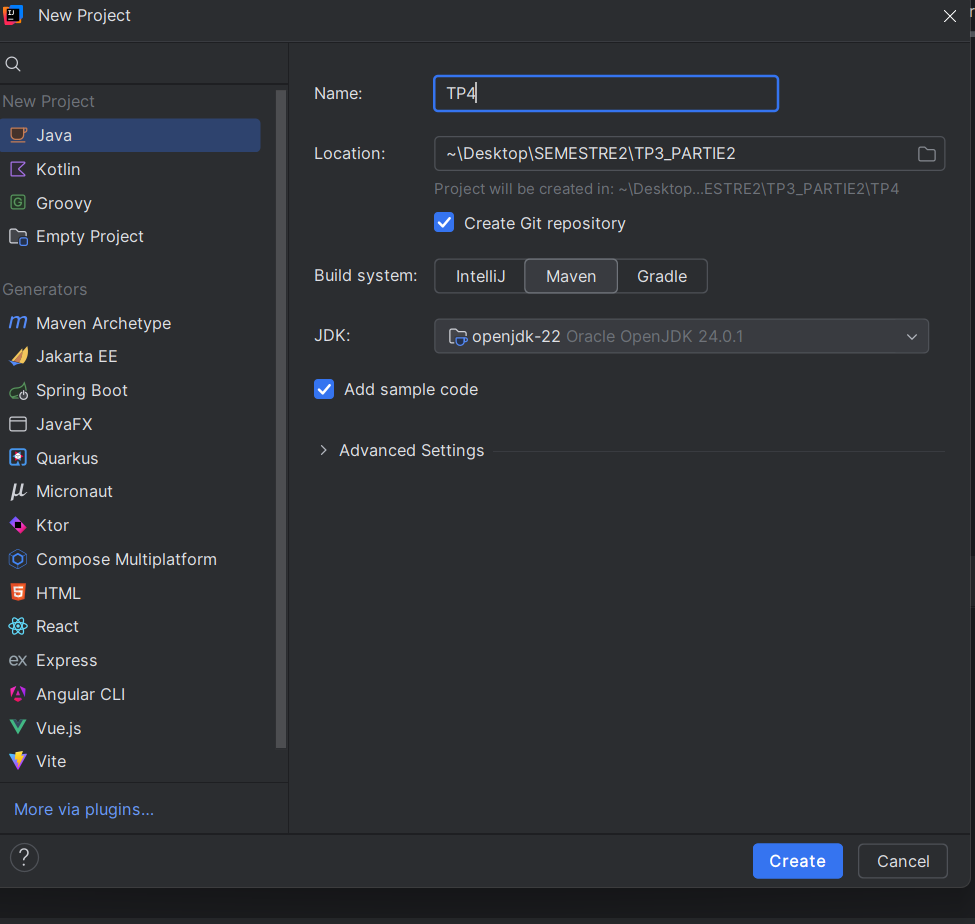 New Project
New Project
Java
Kotlin
Groovy
Empty Project
Generators
Maven Archetype
Jakarta EE
Spring Boot
JavaFX
Quarkus
Micronaut
Ktor
Compose Multiplatform
HTML
React
Express
Angular CLI
Vue.js
Vite
More via plugins...
Name: TP4
Location: ~\Desktop\SEMESTRE2\TP3_PARTIE2
Project will be created in: ~\Desktop...ESTRE2\TP3_PARTIE2\TP4
Create Git repository
Build system: IntelliJ Maven Gradle
JDK: openjdk-22 Oracle OpenJDK 24.0.1
Add sample code
Advanced Settings
? Create Cancel